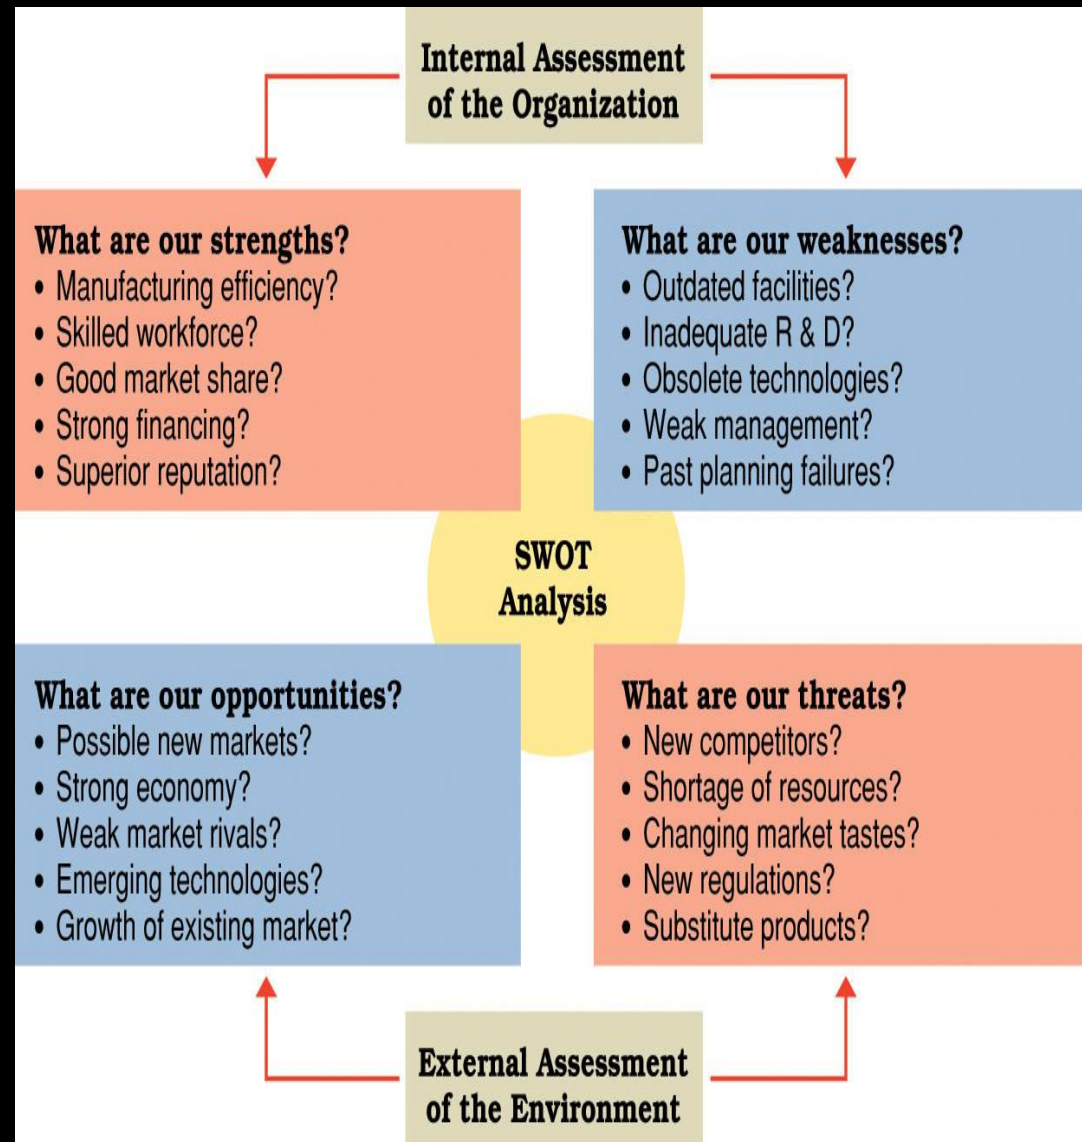 Internal Assessment
of the Organization
What are our strengths?
• Manufacturing efficiency?
• Skilled workforce?
• Good market share?
• Strong financing?
• Superior reputation?
What are our weaknesses?
• Outdated facilities?
• Inadequate R & D?
• Obsolete technologies?
• Weak management?
• Past planning failures?
SWOT
Analysis
What are our opportunities?
• Possible new markets?
• Strong economy?
• Weak market rivals?
• Emerging technologies?
• Growth of existing market?
What are our threats?
• New competitors?
• Shortage of resources?
• Changing market tastes?
• New regulations?
• Substitute products?
External Assessment
of the Environment